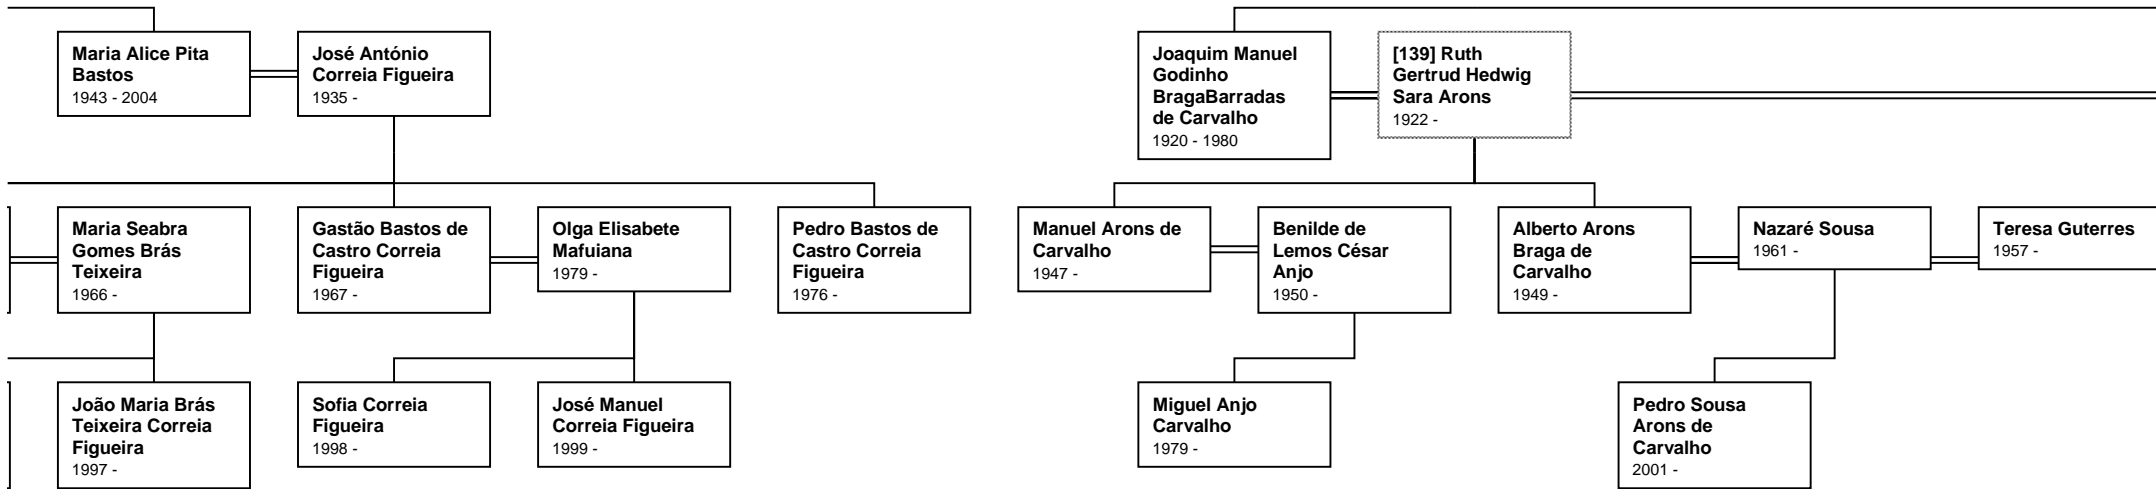 Maria Alice Pita
Bastos
1943 - 2004
José António
Correia Figueira
1935 -
Joaquim Manuel
Godinho
BragaBarradas
de Carvalho
1920 - 1980
[139] Ruth
Gertrud Hedwig
Sara Arons
1922 -
Maria Seabra
Gomes Brás
Teixeira
1966 -
Gastão Bastos de
Castro Correia
Figueira
1967 -
Olga Elisabete
Mafuiana
1979 -
Pedro Bastos de
Castro Correia
Figueira
1976 -
Manuel Arons de
Carvalho
1947 -
Benilde de
Lemos César
Anjo
1950 -
Alberto Arons
Braga de
Carvalho
1949 -
Nazaré Sousa
1961 -
Teresa Guterres
1957 -
João Maria Brás
Teixeira Correia
Figueira
1997 -
Sofia Correia
Figueira
1998 -
José Manuel
Correia Figueira
1999 -
Miguel Anjo
Carvalho
1979 -
Pedro Sousa
Arons de
Carvalho
2001 -